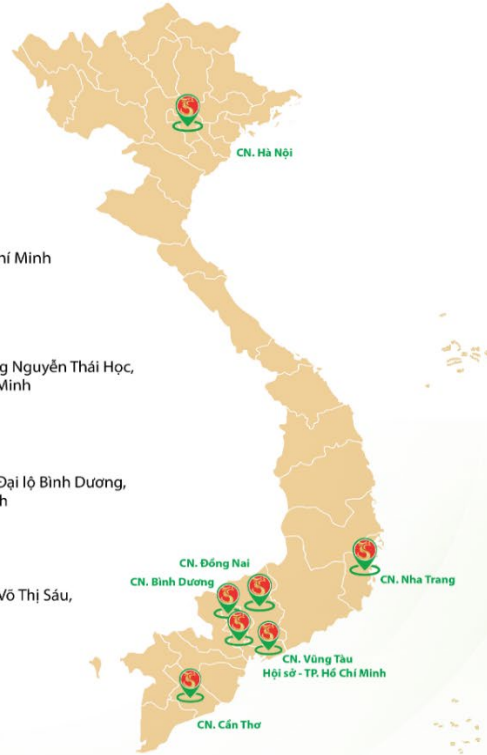 CN. Hà Nội
hí Minh
g Nguyễn Thái Học,
Minh
Đại lộ Bình Dương,
h
CN. Đồng Nai
CN. Bình Dương
CN. Nha Trang
Võ Thị Sáu,
CN. Vũng Tàu
Hội sở - TP. Hồ Chí Minh
CN. Cần Thơ